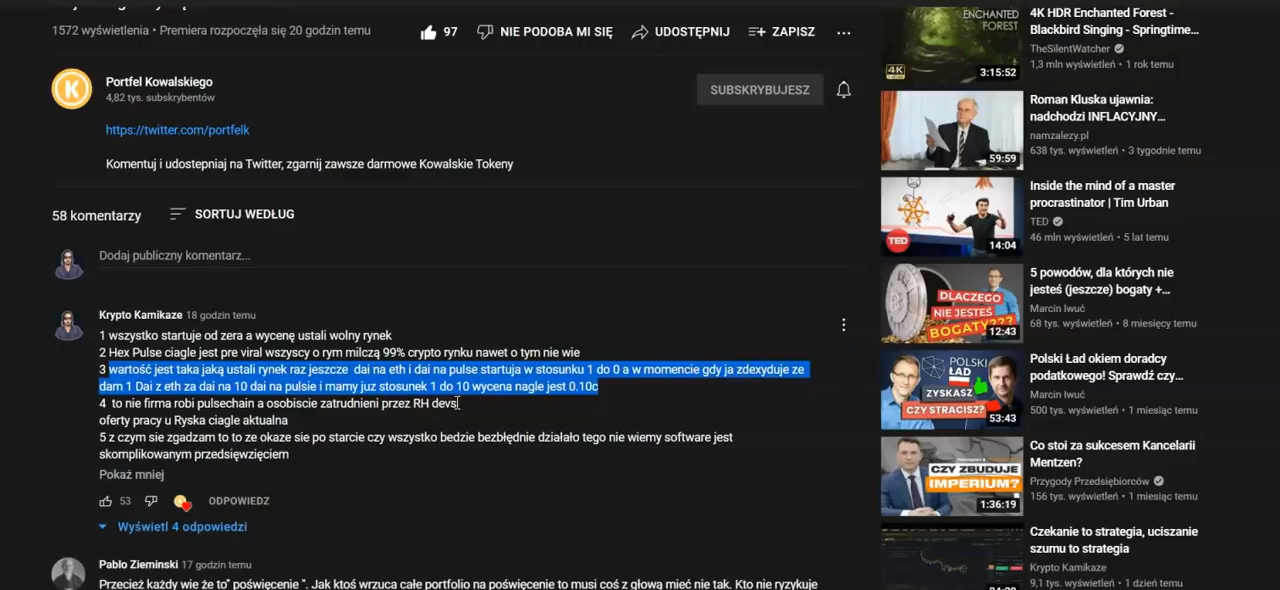 1572 wyświetlenia • Premiera rozpoczęła się 20 godzin temu
97
NIE PODOBA MI SIĘ
UDOSTĘPNIJ
ZAPISZ
Portfel Kowalskiego
4,82 tys. subskrybentów
SUBSKRYBUJESZ
https://twitter.com/portfelk
Komentuj i udostepniaj na Twitter, zgarnij zawsze darmowe Kowalskie Tokeny
58 komentarzy
SORTUJ WEDŁUG
Dodaj publiczny komentarz...
Krypto Kamikaze 18 godzin temu
1 wszystko startuje od zera a wycenę ustali wolny rynek
2 Hex Pulse ciagle jest pre viral wszyscy o rym milczą 99% crypto rynku nawet o tym nie wie
3 wartość jest taka jaką ustali rynek raz jeszcze dai na eth i dai na pulse startuja w stosunku 1 do 0 a w momencie gdy ja zdexyduje ze
dam 1 Dai z eth za dai na 10 dai na pulsie i mamy juz stosunek 1 do 10 wycena nagle jest 0.10c
4 to nie firma robi pulsechain a osobiscie zatrudnieni przez RH devs
oferty pracy u Ryska ciagle aktualna
5 z czym sie zgadzam to to ze okaze sie po starcie czy wszystko bedzie bezbłędnie działało tego nie wiemy software jest
skomplikowanym przedsięwzięciem
Pokaż mniej
53
ODPOWIEDZ
Wyświetl 4 odpowiedzi
Pablo Zieminski 17 godzin temu
Przecież każdy wie że to" poświęcenie ". Jak ktoś wrzuca całe portfolio na poświęcenie to musi coś z głową mieć nie tak. Kto nie ryzykuje
ENCHANTED
FOREST
4K
3:15:52
4K HDR Enchanted Forest -
Blackbird Singing - Springtime...
TheSilentWatcher
1,3 mln wyświetleń • 1 rok temu
59:59
Roman Kluska ujawnia:
nadchodzi INFLACYJNY...
namzalezy.pl
638 tys. wyświetleń • 3 tygodnie temu
TED
14:04
Inside the mind of a master
procrastinator | Tim Urban
TED
46 mln wyświetleń • 5 lat temu
DLACZEGO
NIE JESTEŚ
BOGATY???
12:43
5 powodów, dla których nie
jesteś (jeszcze) bogaty +...
Marcin Iwuć
68 tys. wyświetleń • 8 miesięcy temu
POLSKI
ŁAD
ZYSKASZ
CZY STRACISZ?
53:43
Polski Ład okiem doradcy
podatkowego! Sprawdź czy...
Marcin Iwuć
500 tys. wyświetleń • 1 miesiąc temu
CZY ZBUDUJE
IMPERIUM?
1:36:19
Co stoi za sukcesem Kancelarii
Mentzen?
Przygody Przedsiębiorców
156 tys. wyświetleń • 1 miesiąc temu
Czekanie to strategia, uciszanie
szumu to strategia
Krypto Kamikaze
9,1 tys. wyświetleń • 1 dzień temu